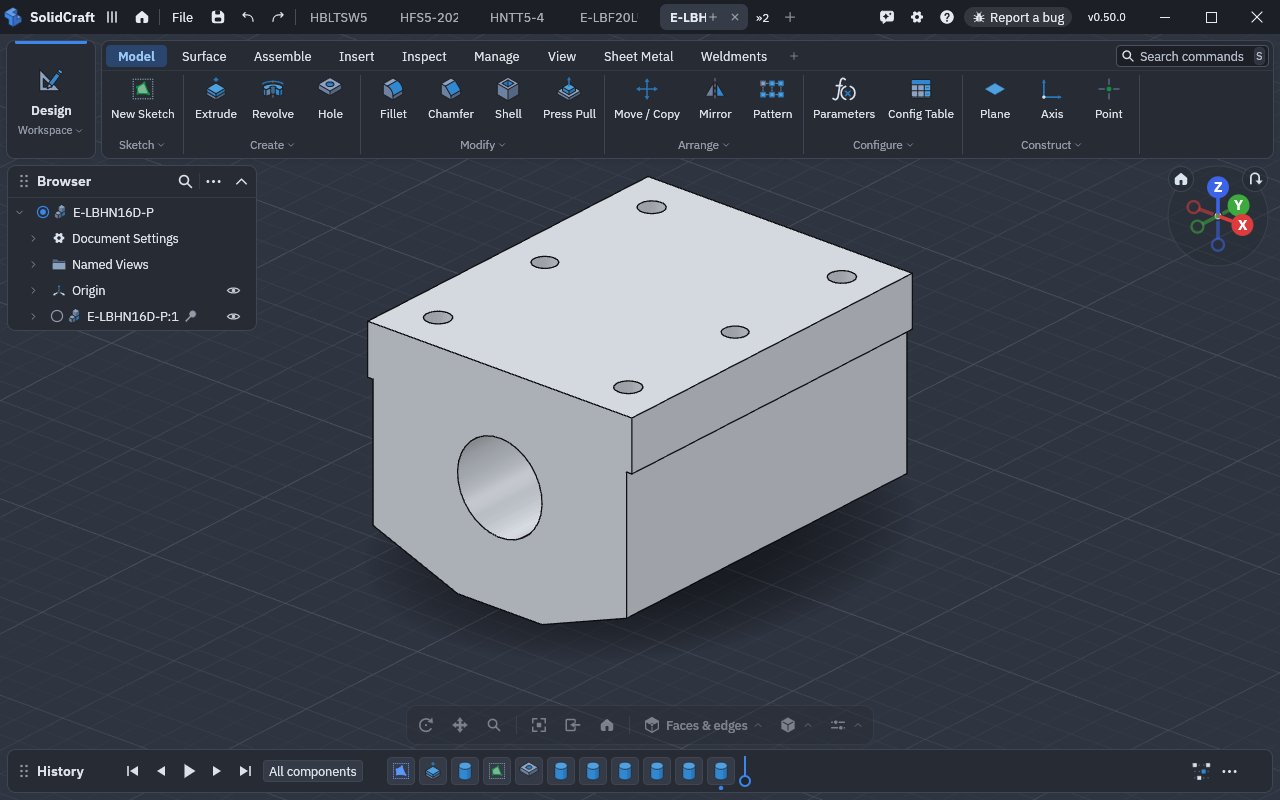 SolidCraft
File
HBLTSW5
HFS5-202
HNTT5-4
E-LBF20L
E-LBH
»2
Report a bug
v0.50.0
Design
Workspace
Model
Surface
Assemble
Insert
Inspect
Manage
View
Sheet Metal
Weldments
Search commands
S
New Sketch
Extrude
Revolve
Hole
Fillet
Chamfer
Shell
Press Pull
Move / Copy
Mirror
Pattern
Parameters
Config Table
Plane
Axis
Point
Sketch
Create
Modify
Arrange
Configure
Construct
Browser
E-LBHN16D-P
Document Settings
Named Views
Origin
E-LBHN16D-P:1
Z
Y
X
Faces & edges
History
All components